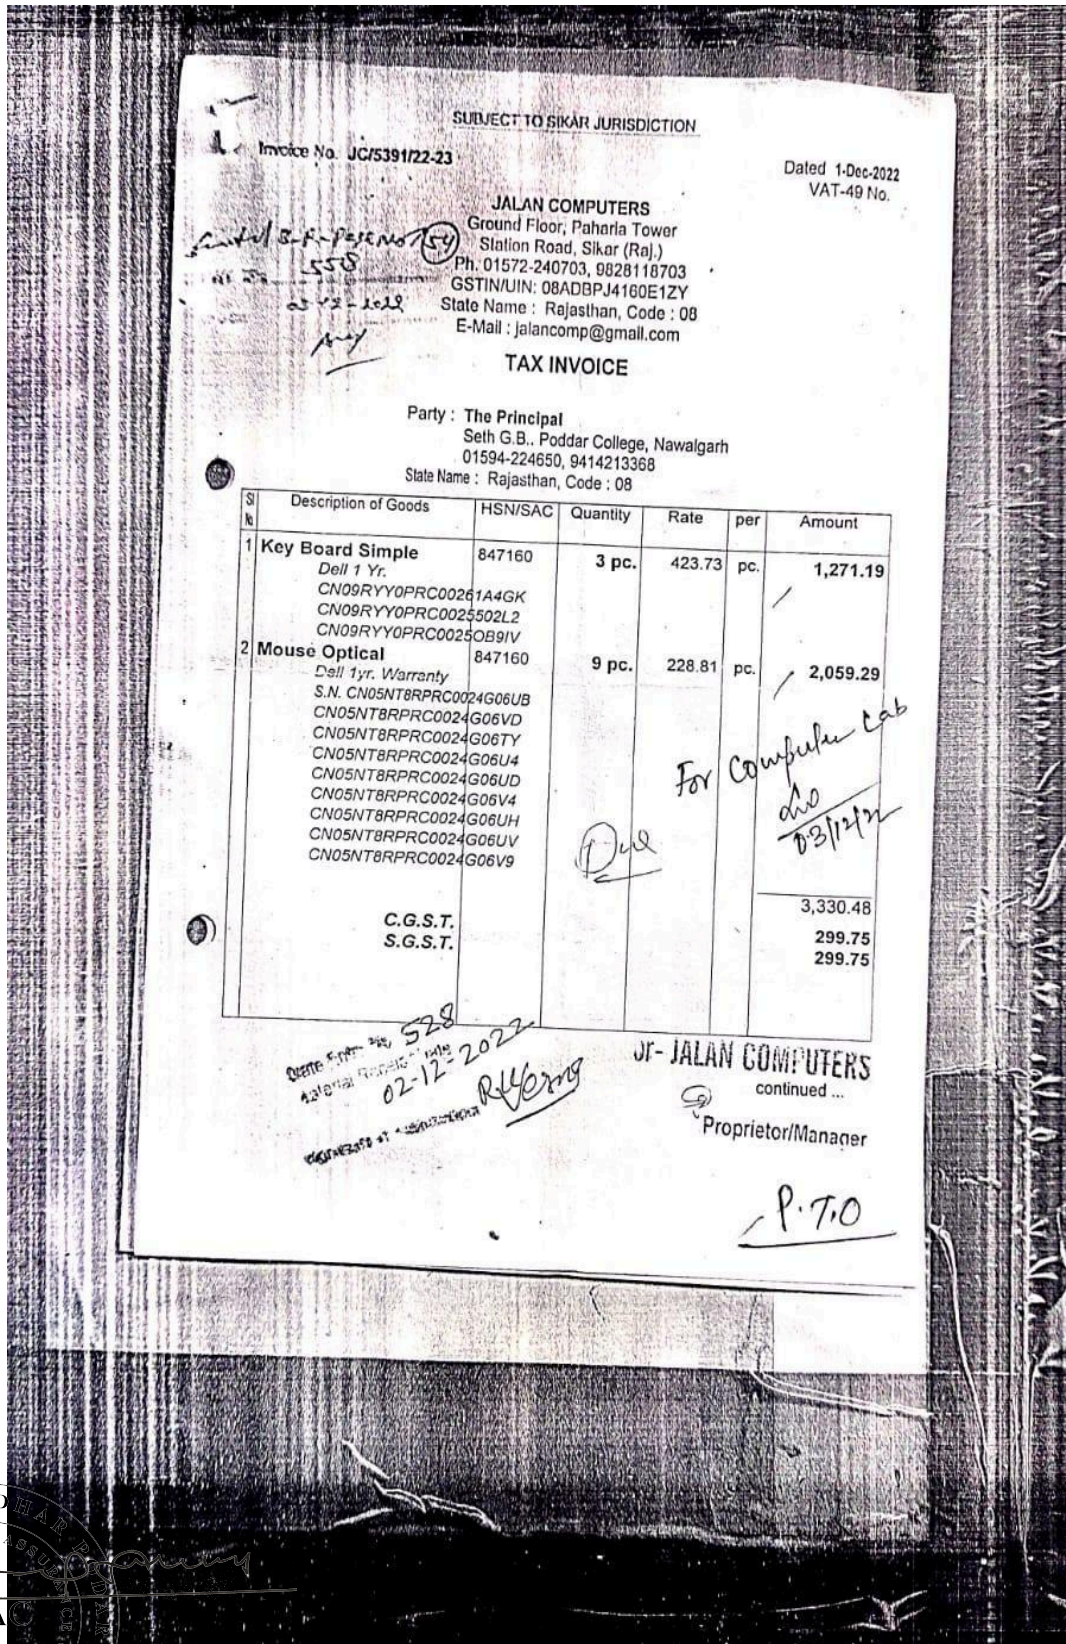 SUBJECT TO SIKAR JURISDICTION
Invoice No. JC/5391/22-23
Dated 1-Dec-2022
VAT-49 No.
JALAN COMPUTERS
Ground Floor, Paharia Tower
Station Road, Sikar (Raj.)
Ph. 01572-240703, 9828118703
GSTIN/UIN: 08ADBPJ4160E1ZY
State Name : Rajasthan, Code : 08
E-Mail : jalancomp@gmail.com
Page No 154
558
TAX INVOICE
Party : The Principal
Seth G.B.. Poddar College, Nawalgarh
01594-224650, 9414213368
State Name : Rajasthan, Code : 08
Sl No Description of Goods HSN/SAC Quantity Rate per Amount
1 Key Board Simple 847160 3 pc. 423.73 pc. 1,271.19
Dell 1 Yr.
CN09RYY0PRC00261A4GK
CN09RYY0PRC0025502L2
CN09RYY0PRC0025OB9IV
2 Mouse Optical 847160 9 pc. 228.81 pc. 2,059.29
Dell 1yr. Warranty
S.N. CN05NT8RPRC0024G06UB
CN05NT8RPRC0024G06VD
CN05NT8RPRC0024G06TY
CN05NT8RPRC0024G06U4
CN05NT8RPRC0024G06UD
CN05NT8RPRC0024G06V4
CN05NT8RPRC0024G06UH
CN05NT8RPRC0024G06UV
CN05NT8RPRC0024G06V9
For Computer Lab
03/12/22
Due
3,330.48
C.G.S.T. 299.75
S.G.S.T. 299.75
528
02-12-2022
JALAN COMPUTERS
continued ...
Proprietor/Manager
P.T.O